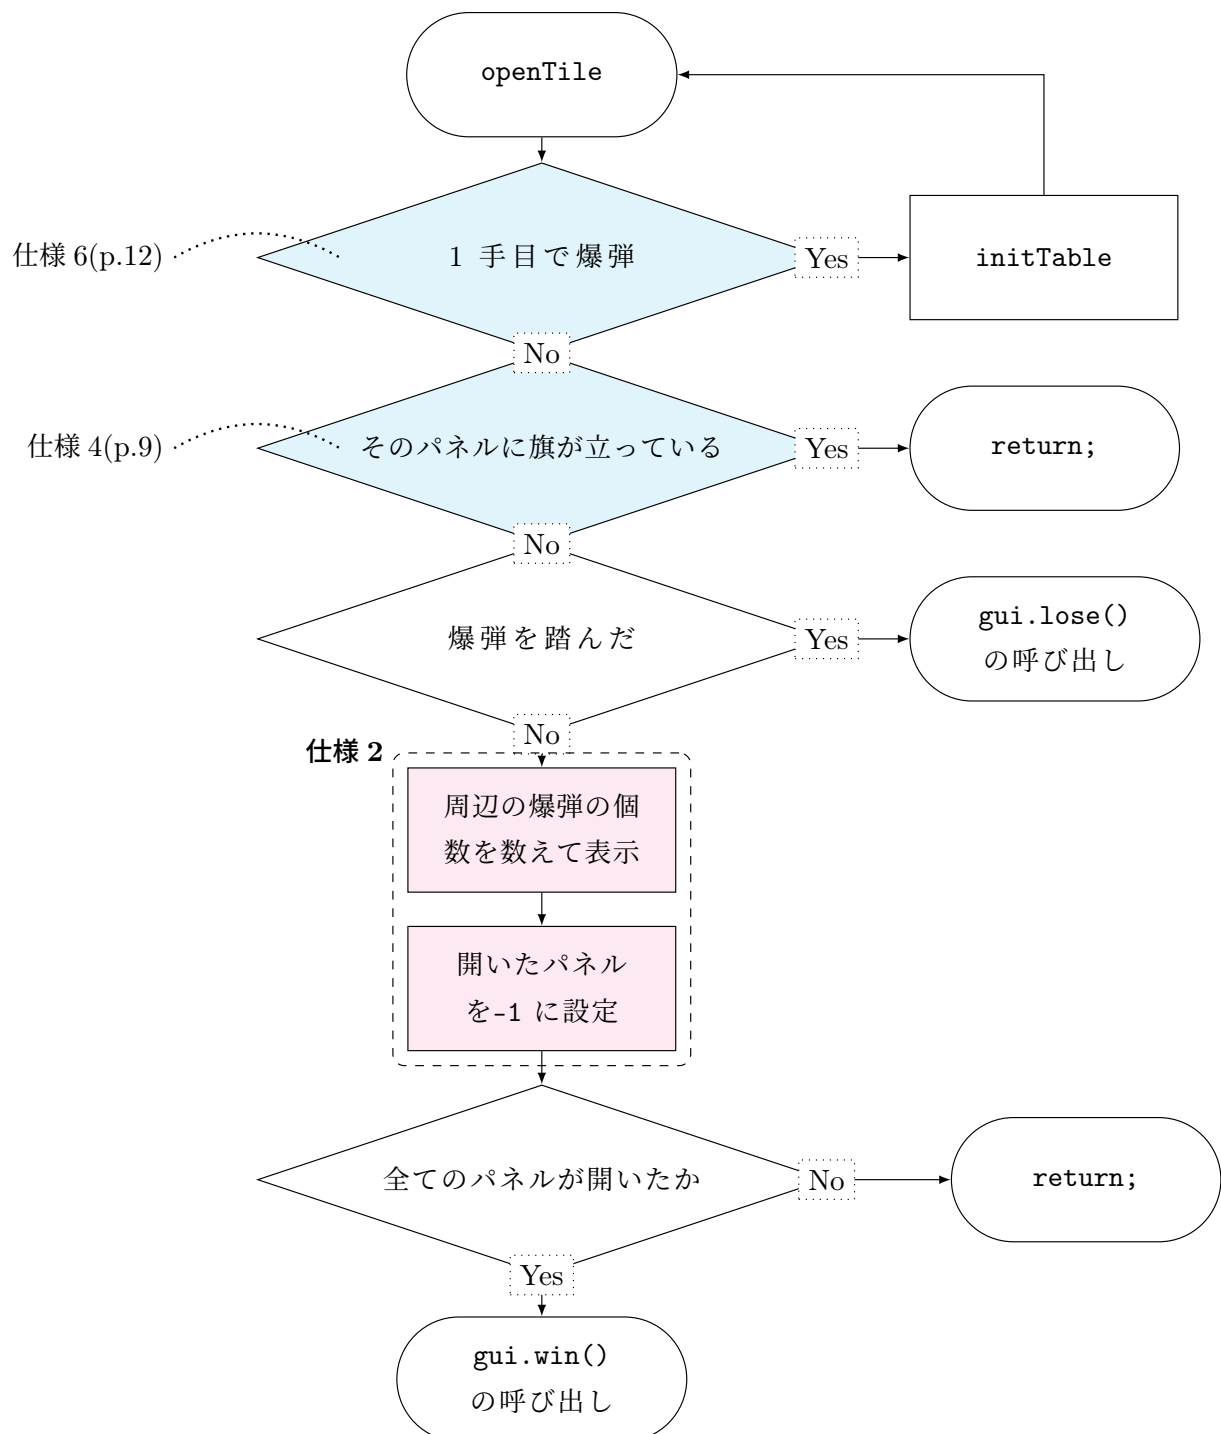 openTile
仕様 6(p.12)
1 手目で爆弾
Yes
initTable
No
仕様 4(p.9)
そのパネルに旗が立っている
Yes
return;
No
爆弾を踏んだ
Yes
gui.lose()
の呼び出し
No
仕様 2
周辺の爆弾の個
数を数えて表示
開いたパネル
を-1 に設定
全てのパネルが開いたか
No
return;
Yes
gui.win()
の呼び出し